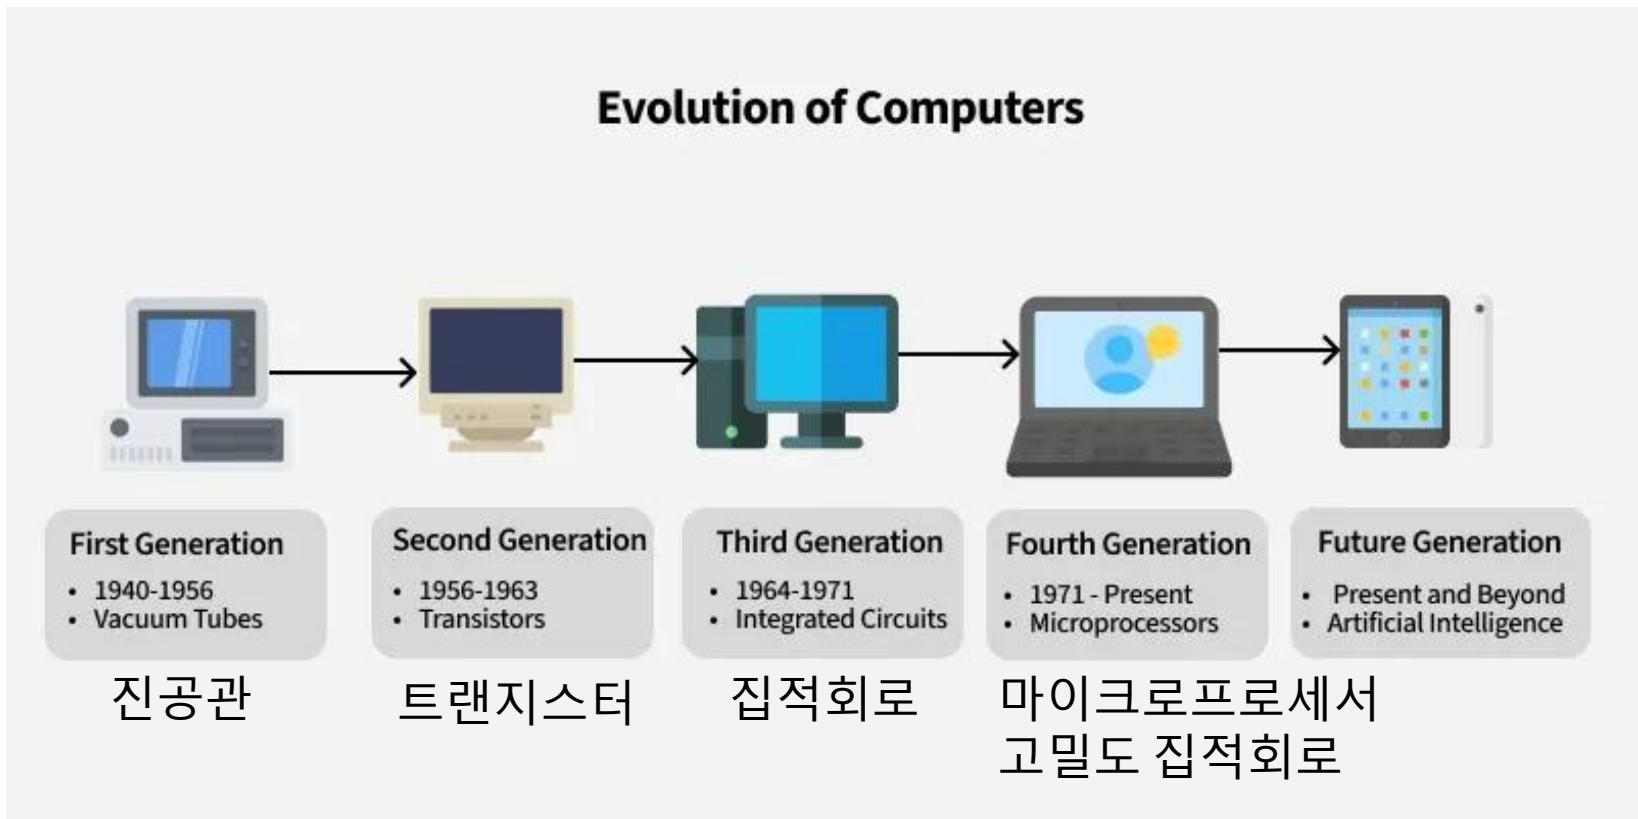 Evolution of Computers
First Generation
• 1940-1956
• Vacuum Tubes
진공관
Second Generation
• 1956-1963
• Transistors
트랜지스터
Third Generation
• 1964-1971
• Integrated Circuits
집적회로
Fourth Generation
• 1971 - Present
• Microprocessors
마이크로프로세서
고밀도 집적회로
Future Generation
• Present and Beyond
• Artificial Intelligence